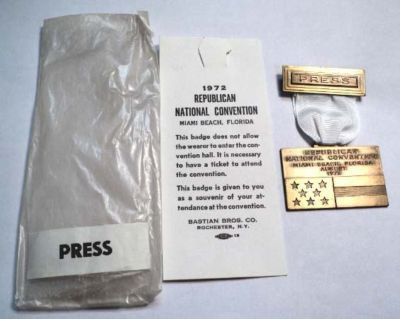 PRESS
1972
REPUBLICAN
NATIONAL CONVENTION
MIAMI BEACH, FLORIDA
This badge does not allow
the wearer to enter the con-
vention hall. It is necessary
to have a ticket to attend
the convention.
This badge is given to you
as a souvenir of your at-
tendance at the convention.
BASTIAN BROS. CO.
ROCHESTER, N.Y.
PRESS
REPUBLICAN
NATIONAL CONVENTION
MIAMI BEACH, FLORIDA
AUGUST
1972